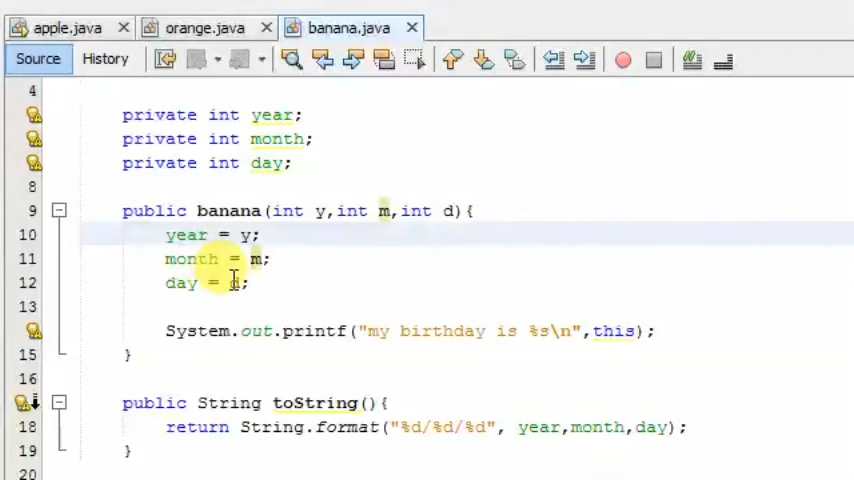 apple.java orange.java banana.java
Source History
4
private int year;
private int month;
private int day;
8
9 public banana(int y,int m,int d){
10 year = y;
11 month = m;
12 day = d;
13
System.out.printf("my birthday is %s\n",this);
15 }
16
public String toString(){
18 return String.format("%d/%d/%d", year,month,day);
19 }
20